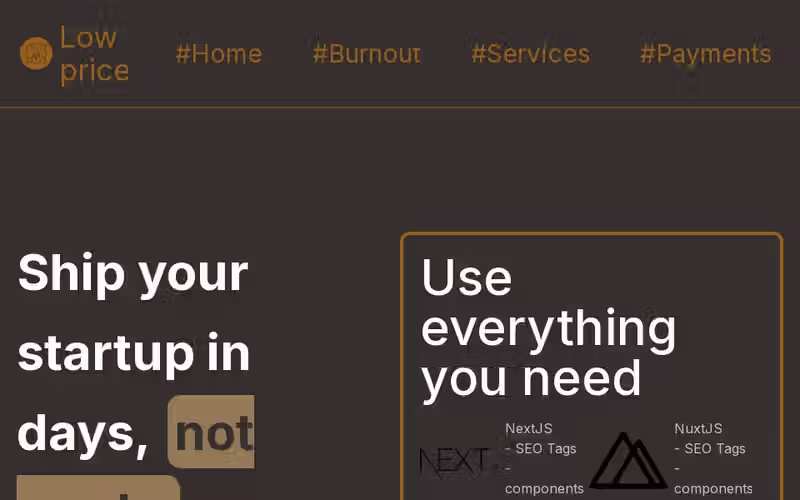 Low
price
#Home #Burnout #Services #Payments
Ship your
startup in
days, not
Use
everything
you need
NEXT.
NextJS
- SEO Tags
-
components
NuxtJS
- SEO Tags
-
components